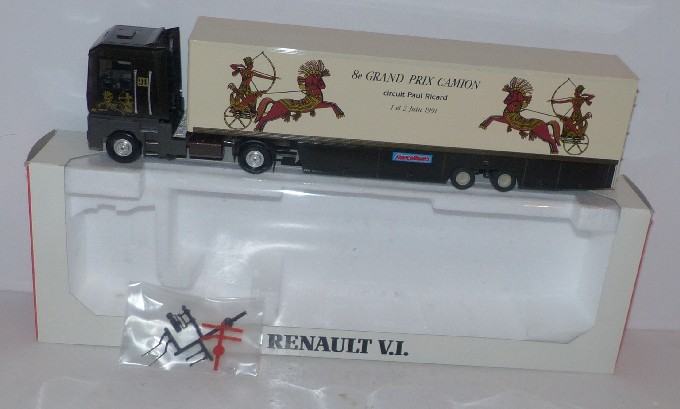 8e GRAND PRIX CAMION
circuit Paul Ricard
1 et 2 Juin 1991
RENAULT V.I.